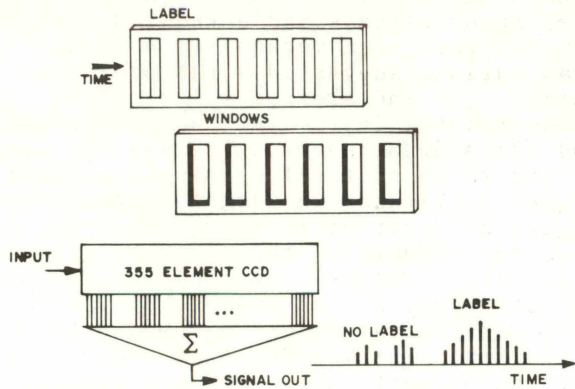 LABEL
TIME
WINDOWS
INPUT
355 ELEMENT CCD
...
Σ
SIGNAL OUT
NO LABEL
LABEL
TIME